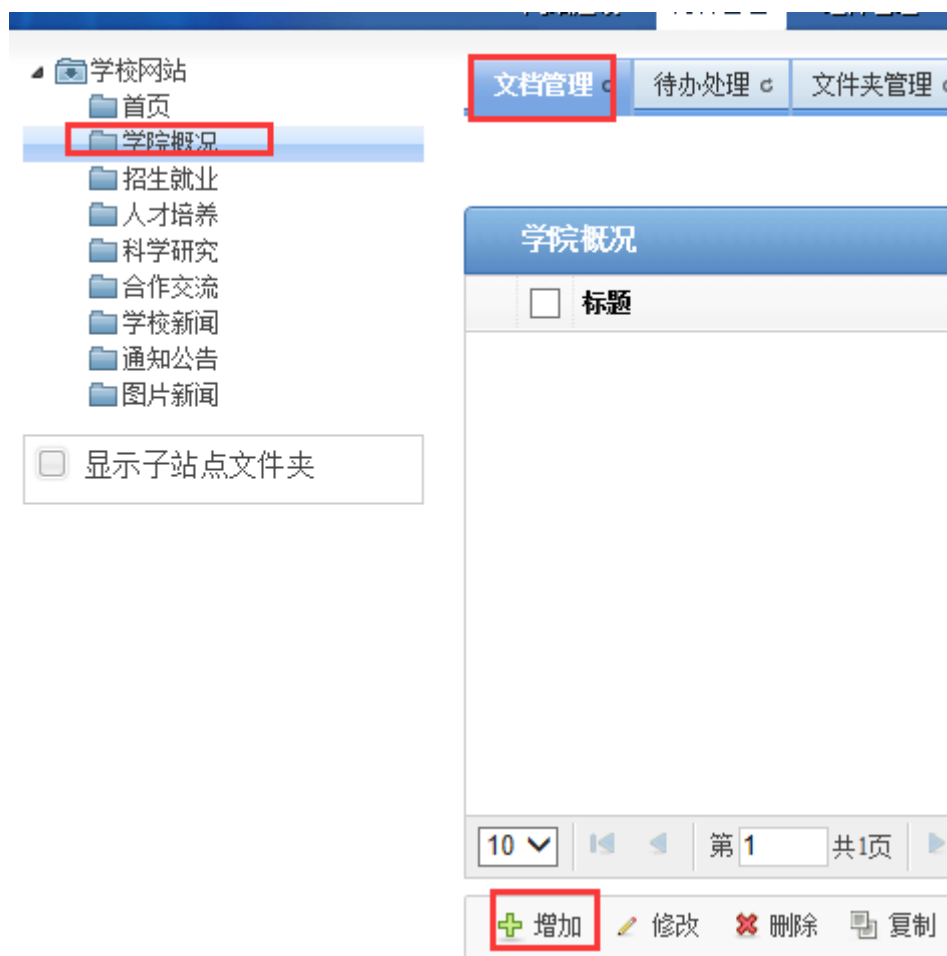 学校网站
首页
学院概况
招生就业
人才培养
科学研究
合作交流
学校新闻
通知公告
图片新闻
显示子站点文件夹
文档管理 待办处理 文件夹管理
学院概况
标题
10 第 1 共1页
增加 修改 删除 复制